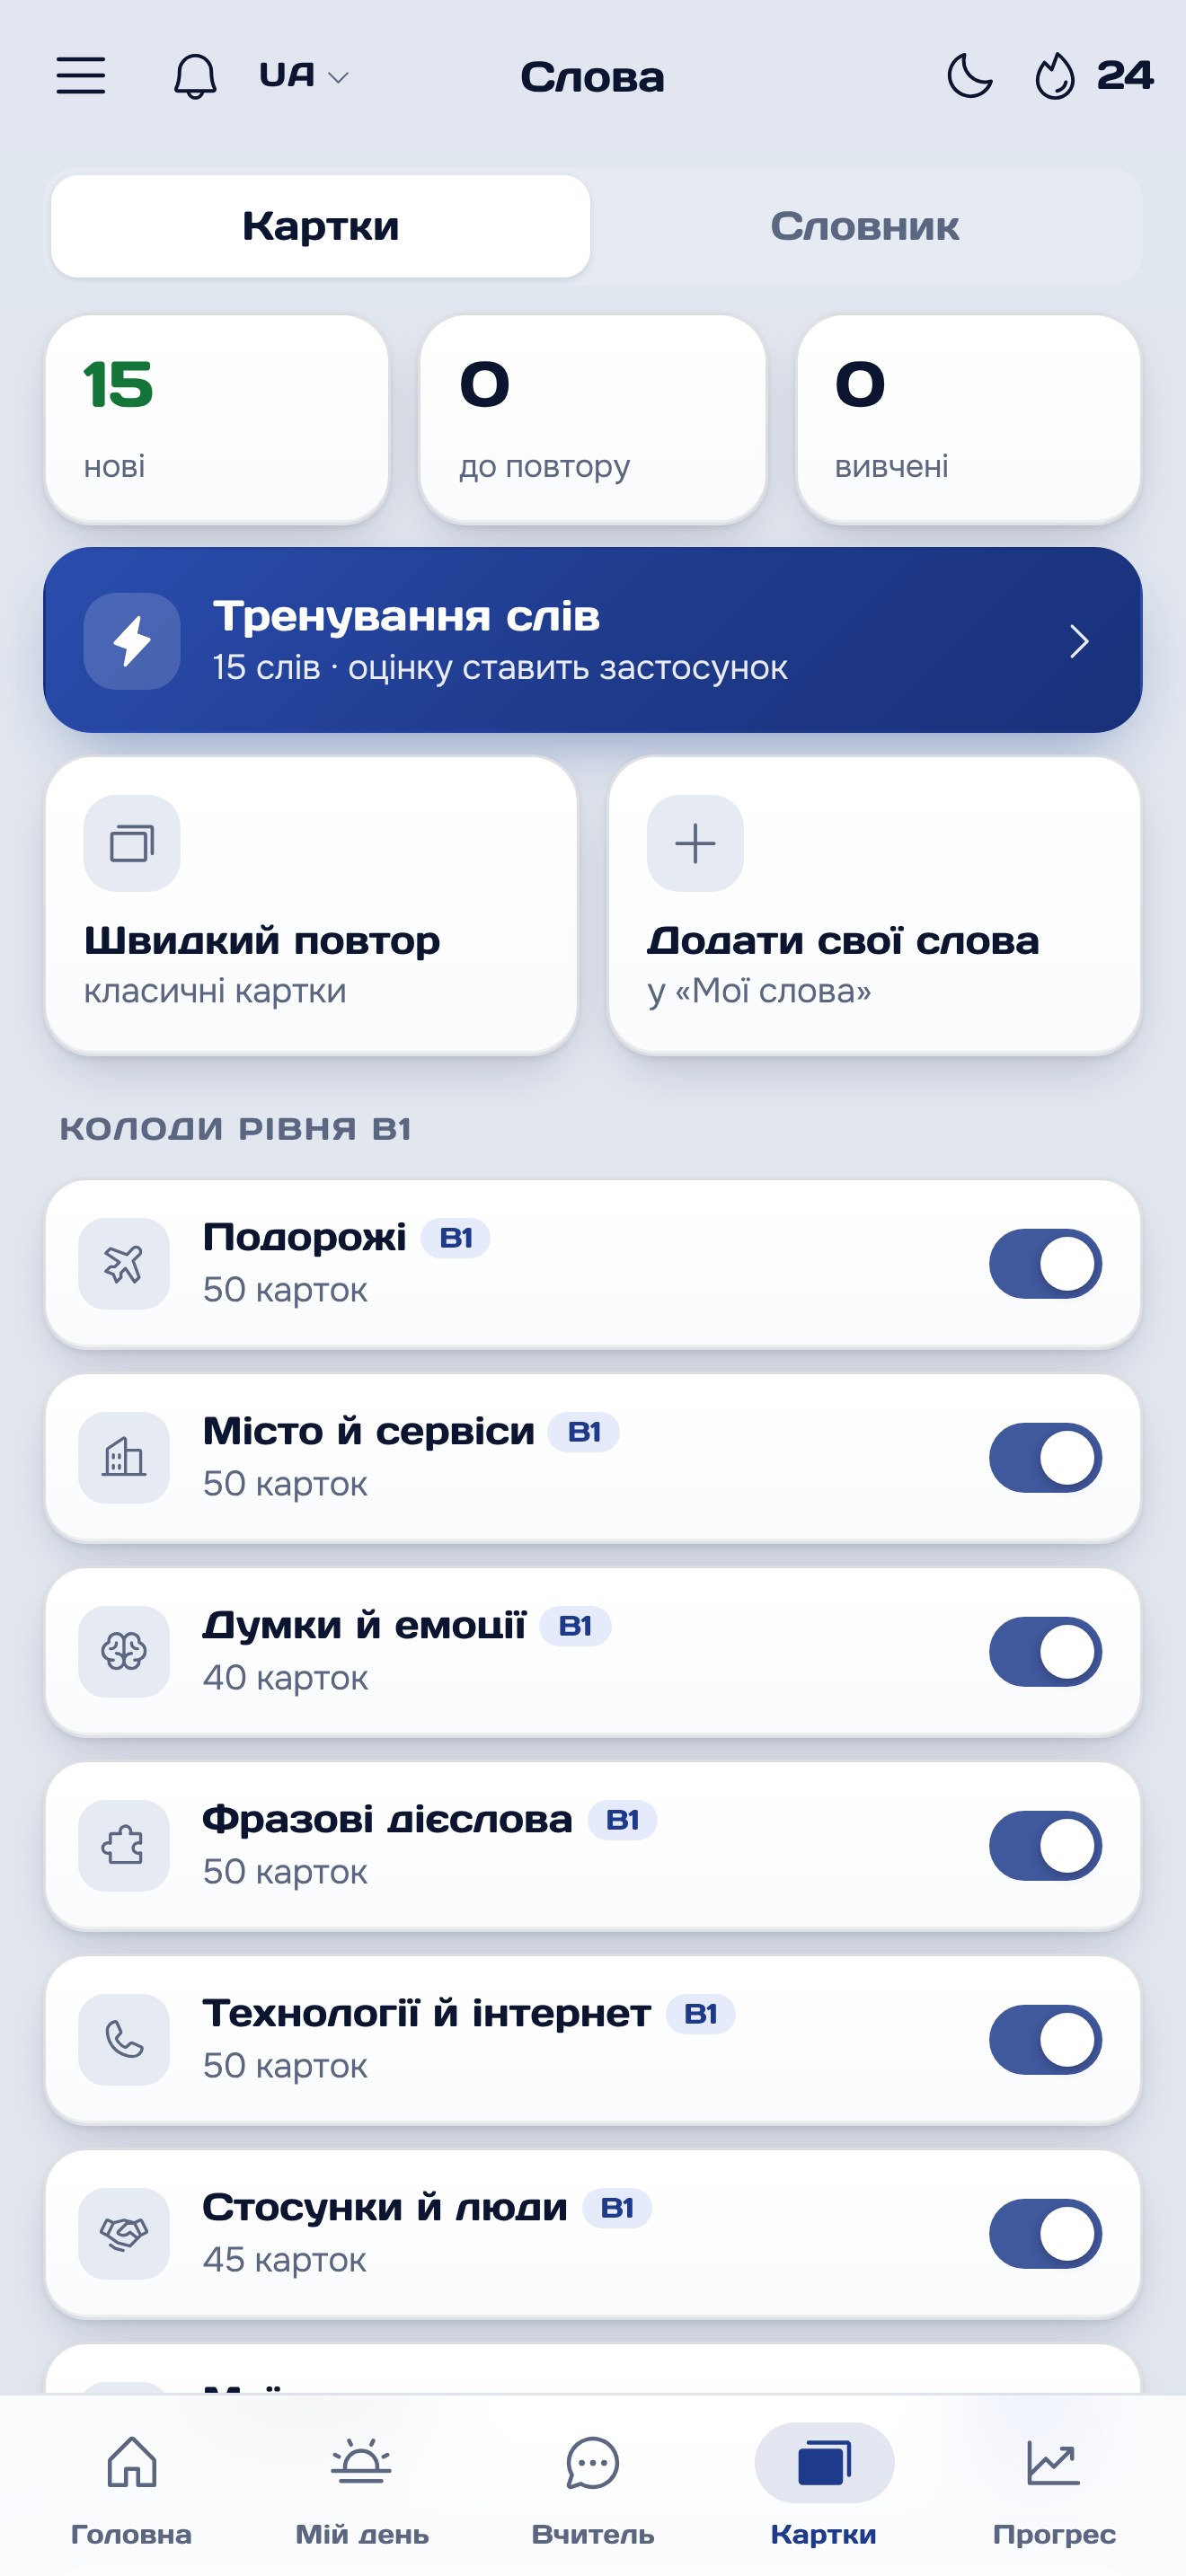 UA
Слова
24
Картки
Словник
15
нові
0
до повтору
0
вивчені
Тренування слів
15 слів · оцінку ставить застосунок
Швидкий повтор
класичні картки
Додати свої слова
у «Мої слова»
КОЛОДИ РІВНЯ B1
Подорожі B1
50 карток
Місто й сервіси B1
50 карток
Думки й емоції B1
40 карток
Фразові дієслова B1
50 карток
Технології й інтернет B1
50 карток
Стосунки й люди B1
45 карток
Головна
Мій день
Вчитель
Картки
Прогрес